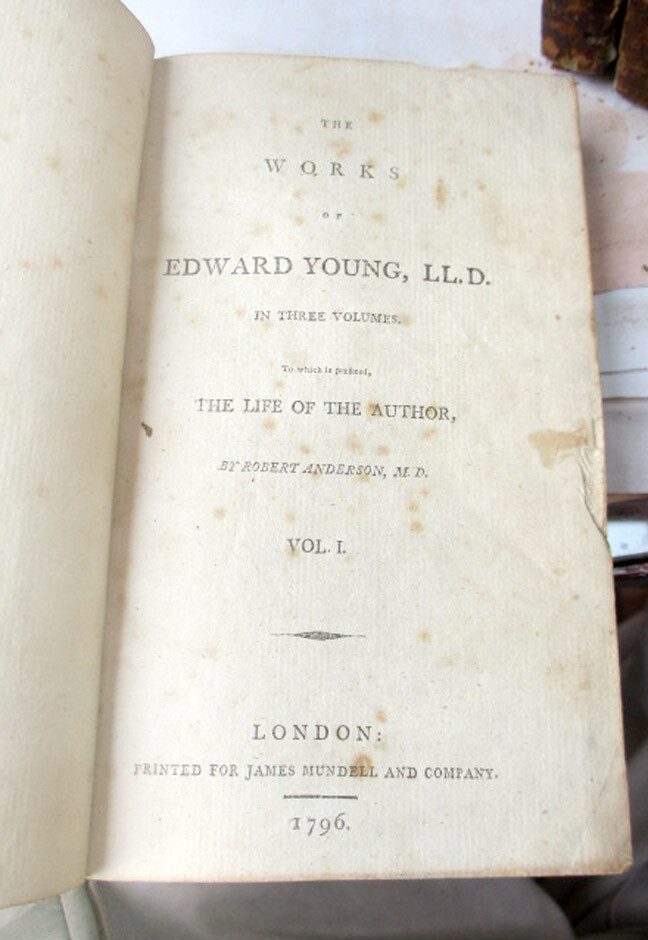 THE
WORKS
OF
EDWARD YOUNG, LL.D.
IN THREE VOLUMES.
To which is prefixed,
THE LIFE OF THE AUTHOR,
BY ROBERT ANDERSON, M. D.
VOL. I.
LONDON:
PRINTED FOR JAMES MUNDELL AND COMPANY.
1796.